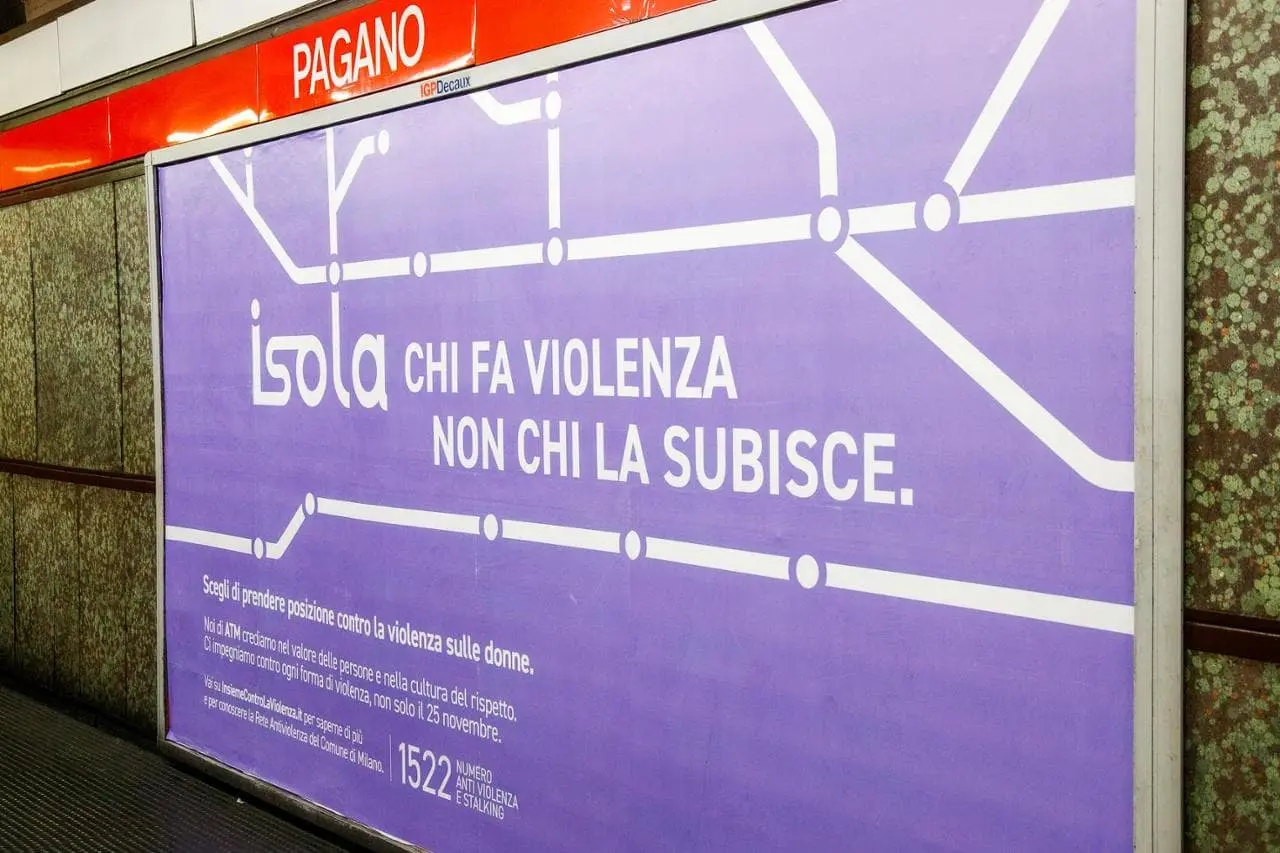 PAGANO
IGPDecaux
isola CHI FA VIOLENZA
NON CHI LA SUBISCE.
Scegli di prendere posizione contro la violenza sulle donne.
Noi di ATM crediamo nel valore delle persone e nella cultura del rispetto.
Ci impegniamo contro ogni forma di violenza, non solo il 25 novembre.
Vai su InsiemeControLaViolenza.it per saperne di più
e per conoscere la Rete Antiviolenza del Comune di Milano.
1522 NUMERO
ANTI VIOLENZA
E STALKING